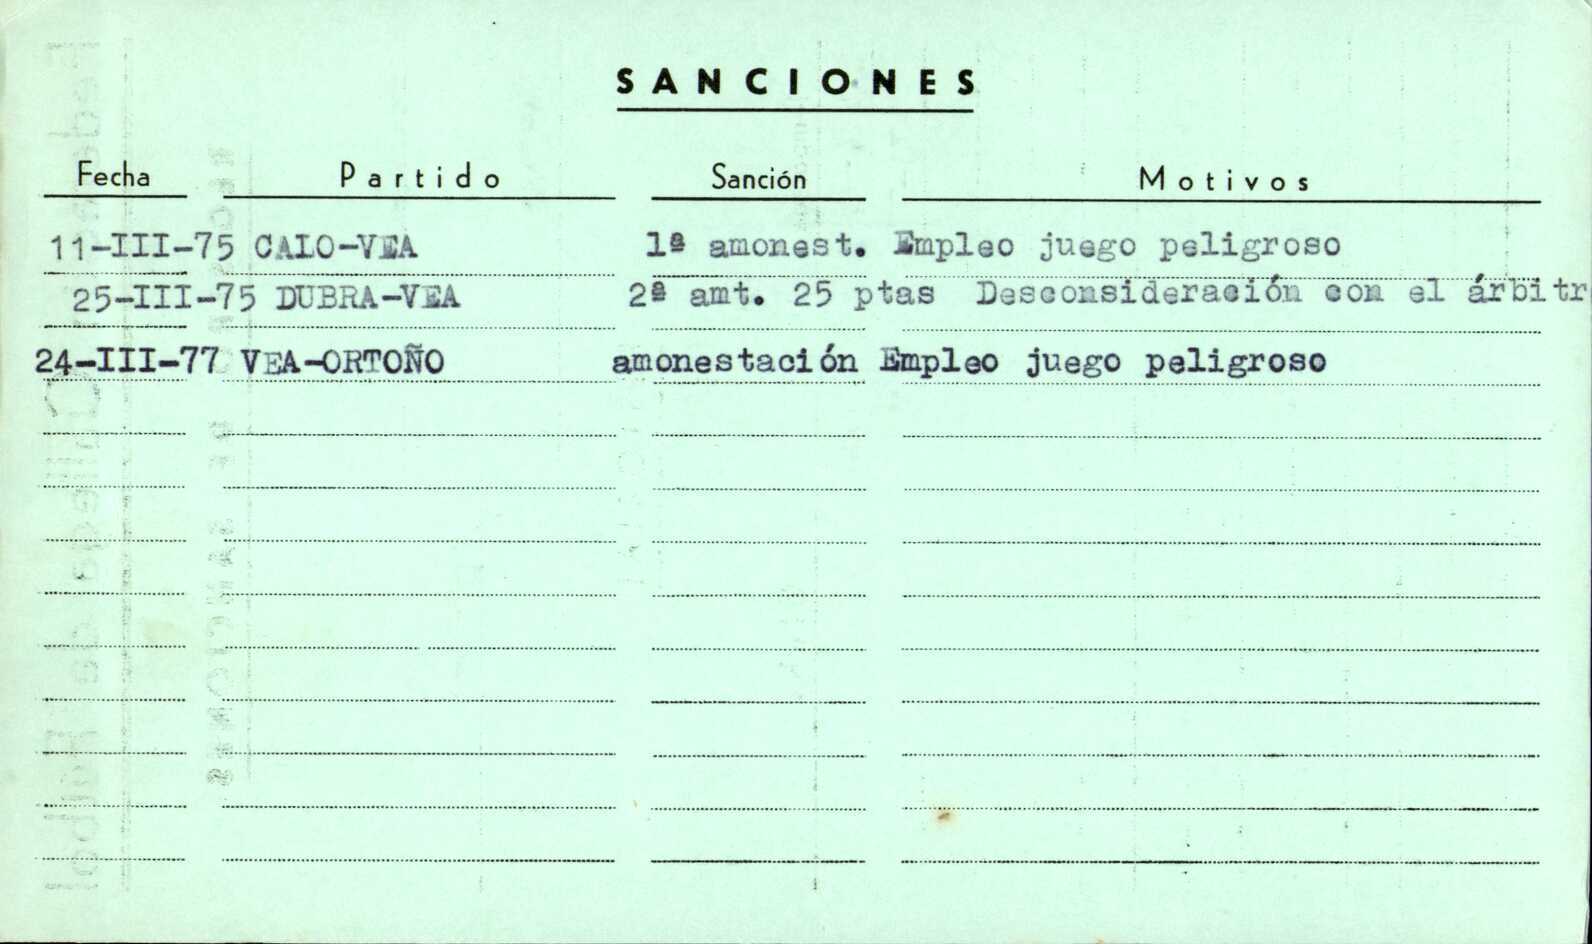 SANCIONES
Fecha Partido Sanción Motivos
11-III-75 CALO-VEA 1ª amonest. Empleo juego peligroso
25-III-75 DUBRA-VEA 2ª amt. 25 ptas Desconsideración con el árbitr
24-III-77 VEA-ORTOÑO amonestación Empleo juego peligroso